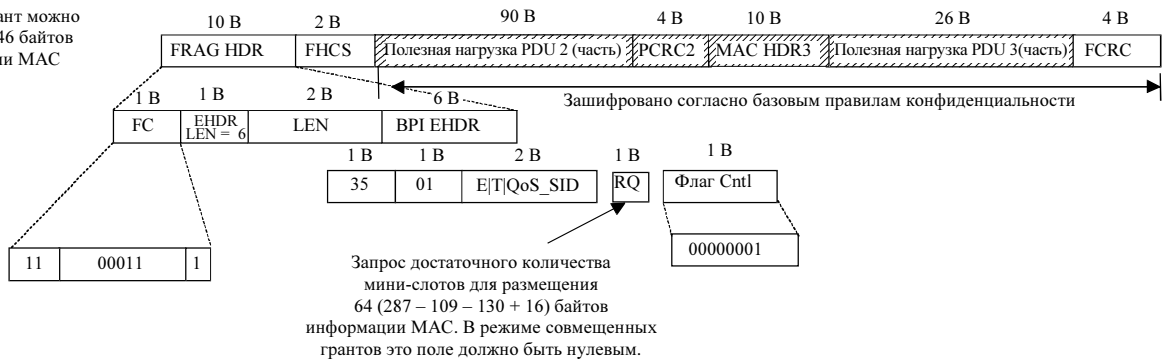 ант можно
46 байтов
ии MAC
10 B 2 B 90 B 4 B 10 B 26 B 4 B
FRAG HDR FHCS Полезная нагрузка PDU 2 (часть) PCRC2 MAC HDR3 Полезная нагрузка PDU 3(часть) FCRC
Зашифровано согласно базовым правилам конфиденциальности
1 B 1 B 2 B 6 B
FC EHDR LEN = 6 LEN BPI EHDR
1 B 1 B 2 B 1 B 1 B
35 01 E|T|QoS_SID RQ Флаг Cntl
11 00011 1
00000001
Запрос достаточного количества
мини-слотов для размещения
64 (287 – 109 – 130 + 16) байтов
информации MAC. В режиме совмещенных
грантов это поле должно быть нулевым.